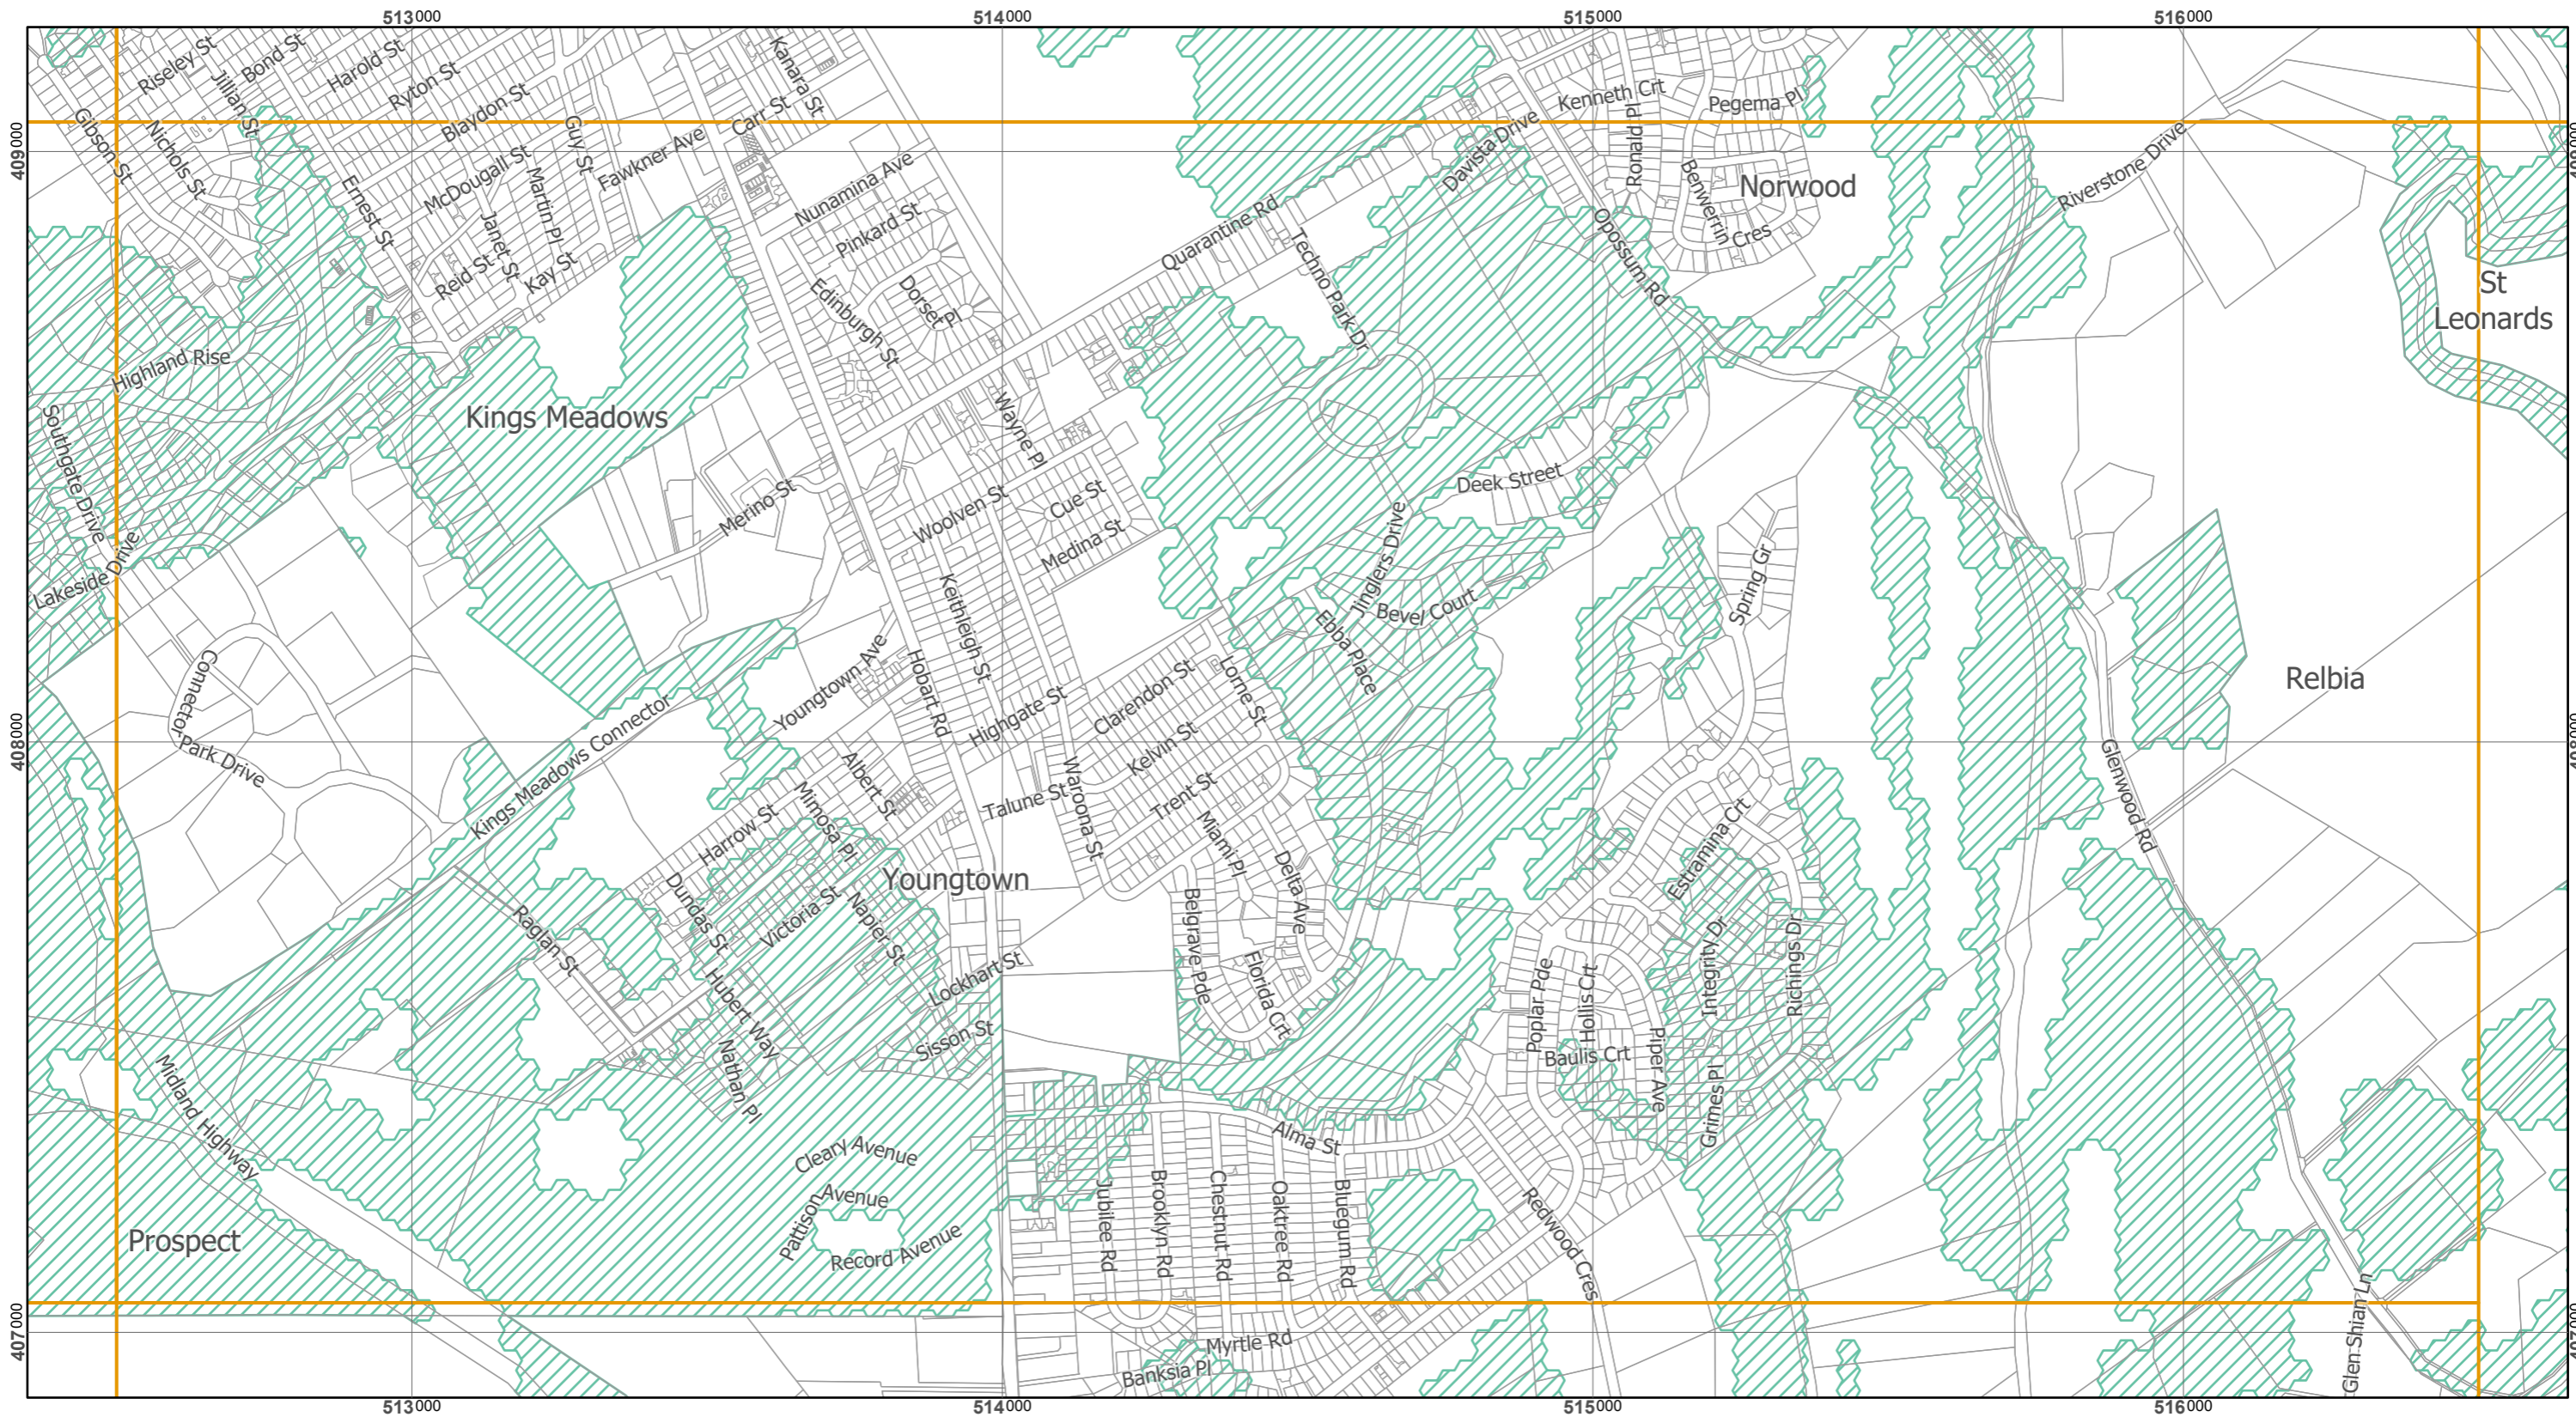 513000
514000
515000
516000
Riseley St
Bond St
Jillian St
Harold St
Ryton St
Blaydon St
Kanara St
Carr St
Kenneth Crt
Pegema Pl
Ronald Pl
Gibson St
Nichols St
Guy St
Fawkner Ave
Davista Drive
409000
409000
Ernest St
McDougall St
Martin Pl
Janet St
Nunamina Ave
Pinkard St
Quarantine Rd
Benwerrin Cres
Norwood
Riverstone Drive
Reid St
Kay St
Edinburgh St
Dorset Pl
Techno Park Dr
Opossum Rd
St
Leonards
Highland Rise
Kings Meadows
Wayne Pl
Southgate Drive
Merino St
Woolven St
Cue St
Medina St
Deek Street
Jinglers Drive
Spring Gr
Lakeside Drive
Keithleigh St
Bevel Court
Ebba Place
Connector Park Drive
Youngtown Ave
Hobart Rd
Highgate St
Clarendon St
Lorne St
Relbia
408000
408000
Kings Meadows Connector
Albert St
Kelvin St
Glenwood Rd
Harrow St
Mimosa Pl
Talune St
Waroona St
Trent St
Miami Pl
Estramina Crt
Youngtown
Dundas St
Victoria St
Napier St
Belgrave Pde
Delta Ave
Raglan St
Hubert Way
Lockhart St
Florida Crt
Poplar Pde
Hollis Crt
Integrity Dr
Richings Dr
Sisson St
Nathan Pl
Baulis Crt
Piper Ave
Grimes Pl
Midland Highway
Cleary Avenue
Alma St
Pattison Avenue
Record Avenue
Jubilee Rd
Brooklyn Rd
Chestnut Rd
Oaktree Rd
Bluegum Rd
Redwood Cres
Prospect
407000
407000
Myrtle Rd
Banksia Pl
Glen Shian Ln
513000
514000
515000
516000